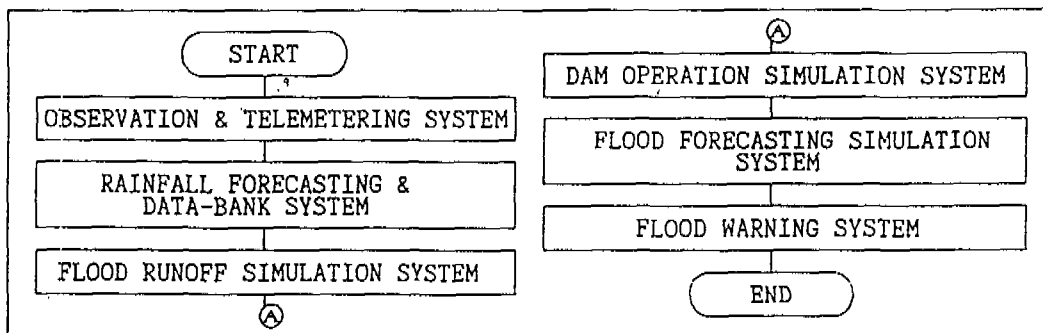 START
OBSERVATION & TELEMETERING SYSTEM
RAINFALL FORECASTING &
DATA-BANK SYSTEM
FLOOD RUNOFF SIMULATION SYSTEM
A
A
DAM OPERATION SIMULATION SYSTEM
FLOOD FORECASTING SIMULATION
SYSTEM
FLOOD WARNING SYSTEM
END